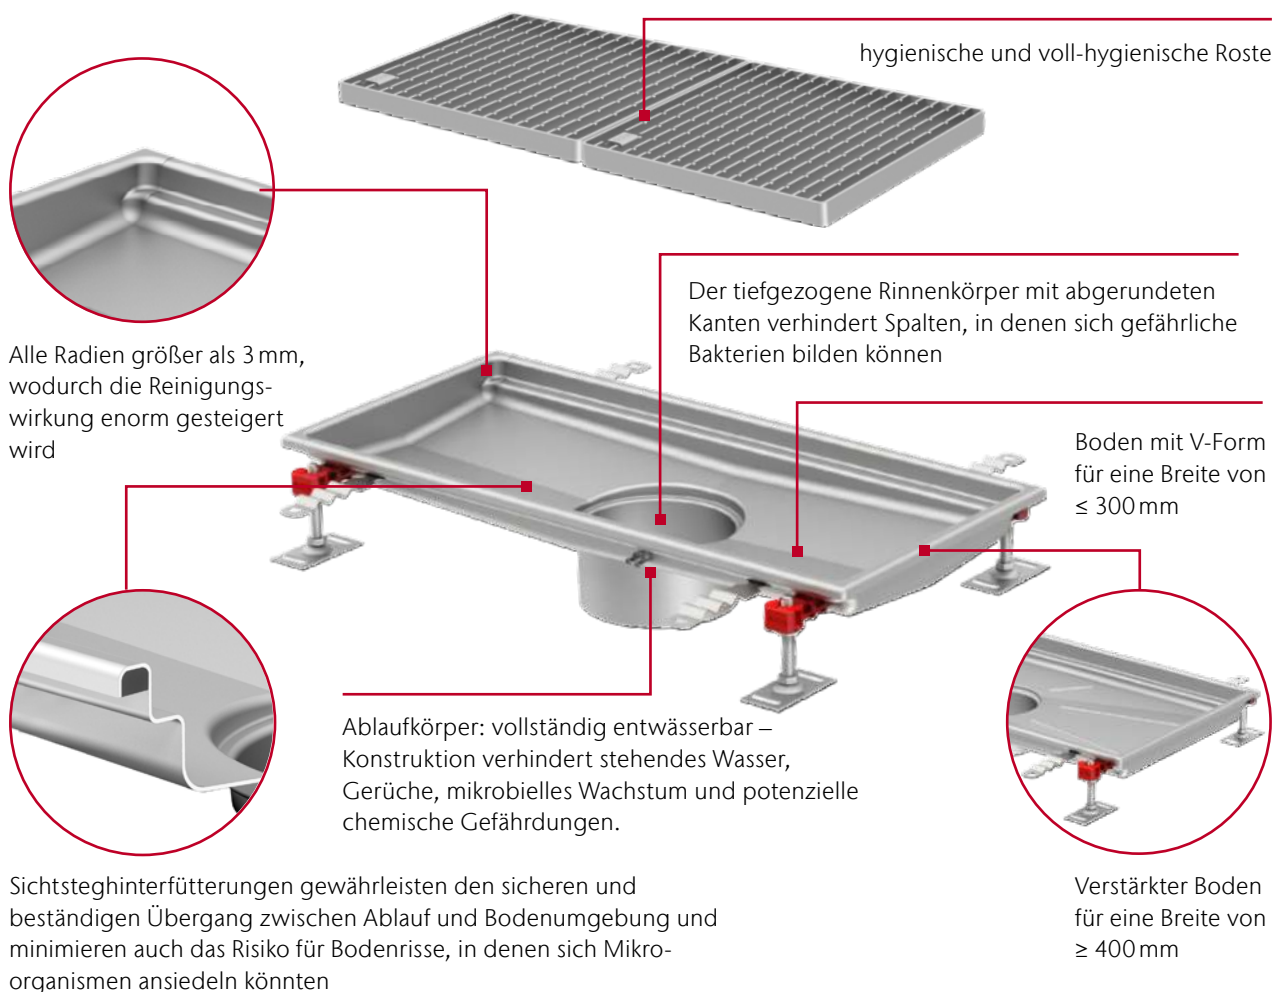 hygienische und voll-hygienische Roste
Der tiefgezogene Rinnenkörper mit abgerundeten
Kanten verhindert Spalten, in denen sich gefährliche
Bakterien bilden können
Alle Radien größer als 3 mm,
wodurch die Reinigungs-
wirkung enorm gesteigert
wird
Boden mit V-Form
für eine Breite von
≤ 300 mm
Ablaufkörper: vollständig entwässerbar –
Konstruktion verhindert stehendes Wasser,
Gerüche, mikrobielles Wachstum und potenzielle
chemische Gefährdungen.
Sichtsteghinterfütterungen gewährleisten den sicheren und
beständigen Übergang zwischen Ablauf und Bodenumgebung und
minimieren auch das Risiko für Bodenrisse, in denen sich Mikro-
organismen ansiedeln könnten
Verstärkter Boden
für eine Breite von
≥ 400 mm